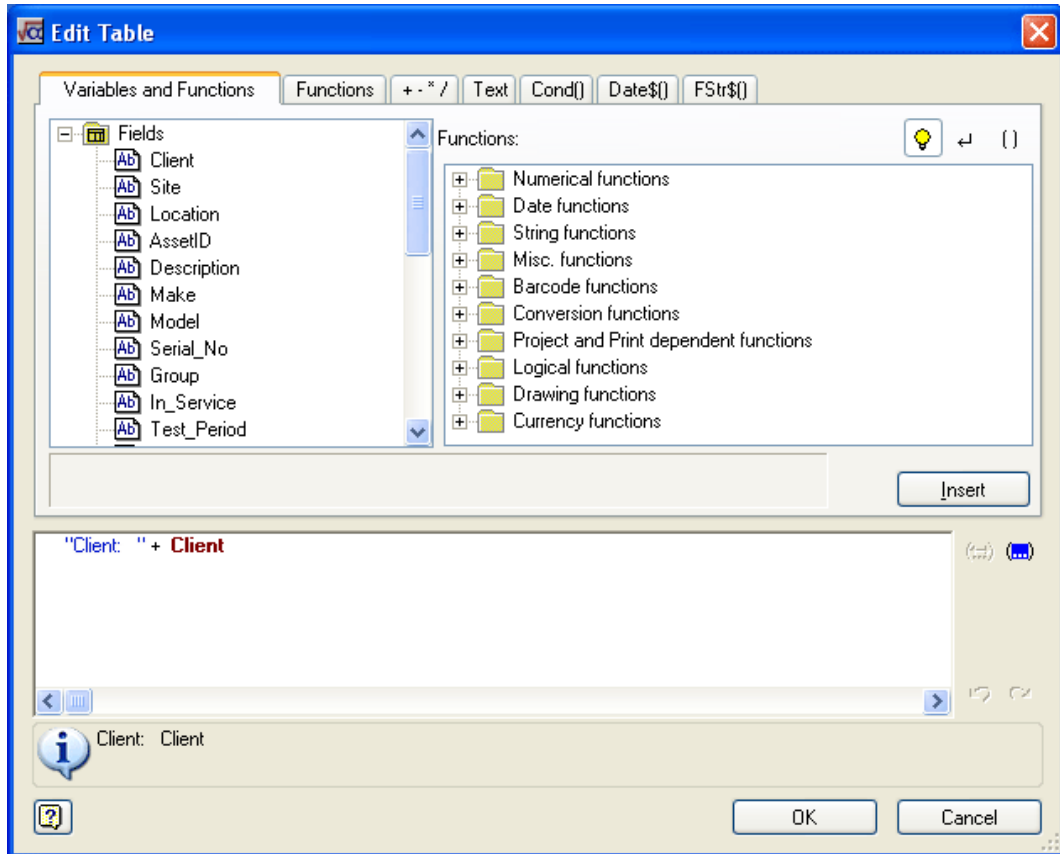 Edit Table
Variables and Functions Functions + - * / Text Cond() Date$() FStr$()
Fields
Client
Site
Location
AssetID
Description
Make
Model
Serial_No
Group
In_Service
Test_Period
Functions:
Numerical functions
Date functions
String functions
Misc. functions
Barcode functions
Conversion functions
Project and Print dependent functions
Logical functions
Drawing functions
Currency functions
Insert
"Client:  " + Client
Client:  Client
OK Cancel